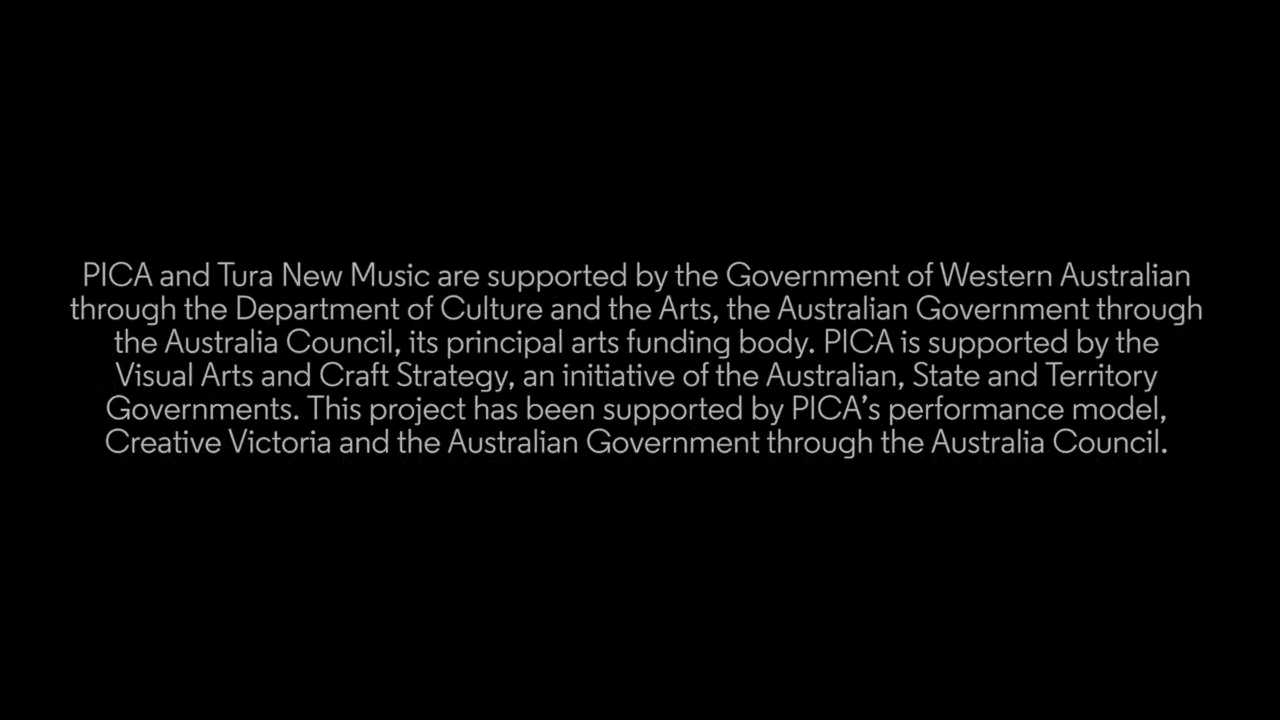 PICA and Tura New Music are supported by the Government of Western Australian
through the Department of Culture and the Arts, the Australian Government through
the Australia Council, its principal arts funding body. PICA is supported by the
Visual Arts and Craft Strategy, an initiative of the Australian, State and Territory
Governments. This project has been supported by PICA’s performance model,
Creative Victoria and the Australian Government through the Australia Council.